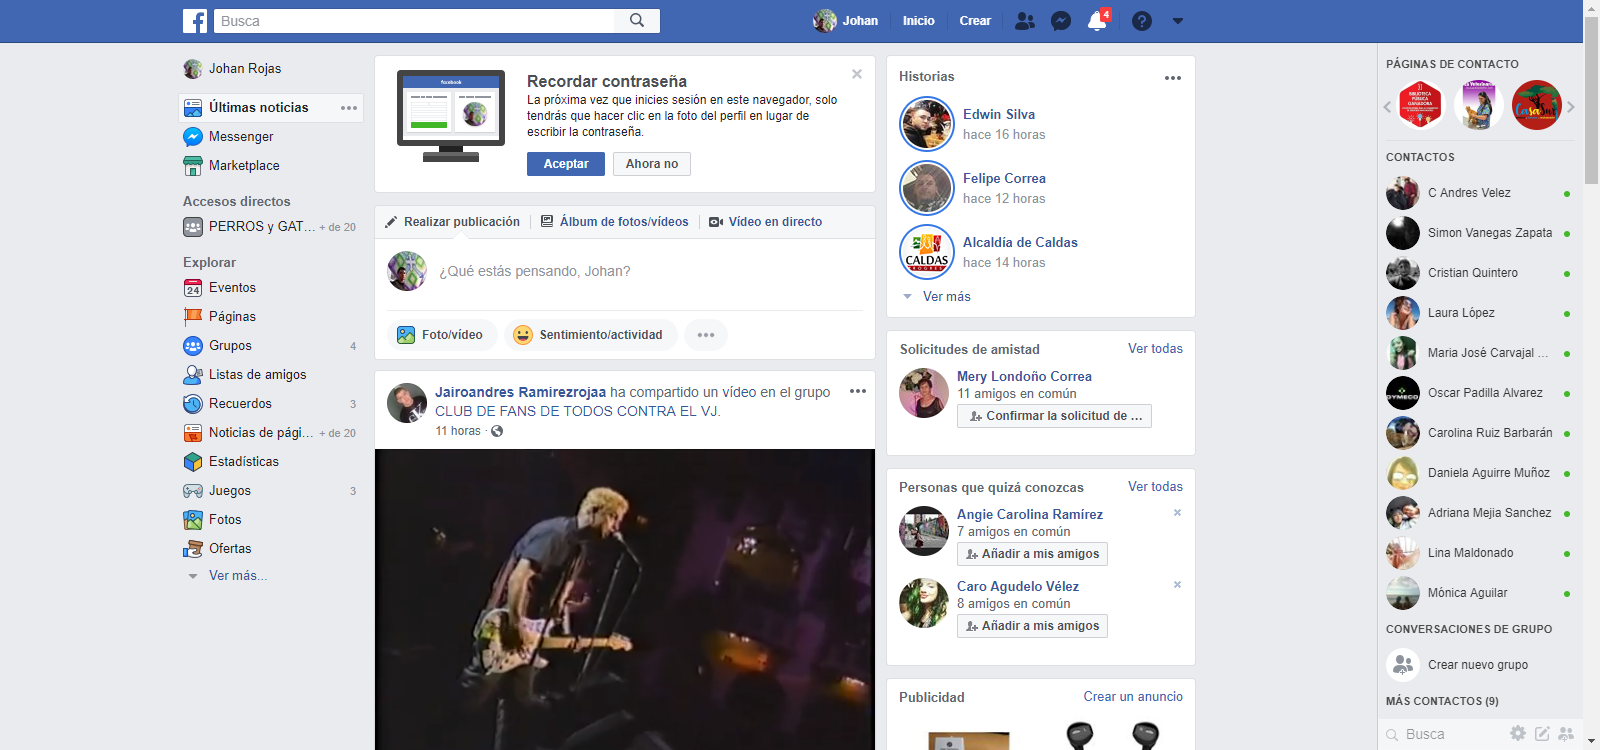 Busca
Johan
Inicio
Crear
4
Johan Rojas
Últimas noticias
Messenger
Marketplace
Accesos directos
PERROS y GAT... + de 20
Explorar
24
Eventos
Páginas
Grupos 4
Listas de amigos
Recuerdos 3
Noticias de pági... + de 20
Estadísticas
Juegos 3
Fotos
Ofertas
Ver más...
facebook
Recordar contraseña
La próxima vez que inicies sesión en este navegador, solo
tendrás que hacer clic en la foto del perfil en lugar de
escribir la contraseña.
Aceptar
Ahora no
Realizar publicación
Álbum de fotos/vídeos
Vídeo en directo
¿Qué estás pensando, Johan?
Foto/vídeo
Sentimiento/actividad
Jairoandres Ramirezrojaa ha compartido un vídeo en el grupo
CLUB DE FANS DE TODOS CONTRA EL VJ.
11 horas ·
Historias
Edwin Silva
hace 16 horas
Felipe Correa
hace 12 horas
CALDAS
PROGRESA
Alcaldía de Caldas
hace 14 horas
Ver más
Solicitudes de amistad
Ver todas
Mery Londoño Correa
11 amigos en común
Confirmar la solicitud de ...
Personas que quizá conozcas
Ver todas
Angie Carolina Ramírez
7 amigos en común
Añadir a mis amigos
Caro Agudelo Vélez
8 amigos en común
Añadir a mis amigos
Publicidad
Crear un anuncio
PÁGINAS DE CONTACTO
BIBLIOTECA
PÚBLICA
GANADORA
CasaSur
CONTACTOS
C Andres Velez
Simon Vanegas Zapata
Cristian Quintero
Laura López
Maria José Carvajal ...
GYMECO
Oscar Padilla Alvarez
Carolina Ruiz Barbarán
Daniela Aguirre Muñoz
Adriana Mejia Sanchez
Lina Maldonado
Mónica Aguilar
CONVERSACIONES DE GRUPO
Crear nuevo grupo
MÁS CONTACTOS (9)
Busca